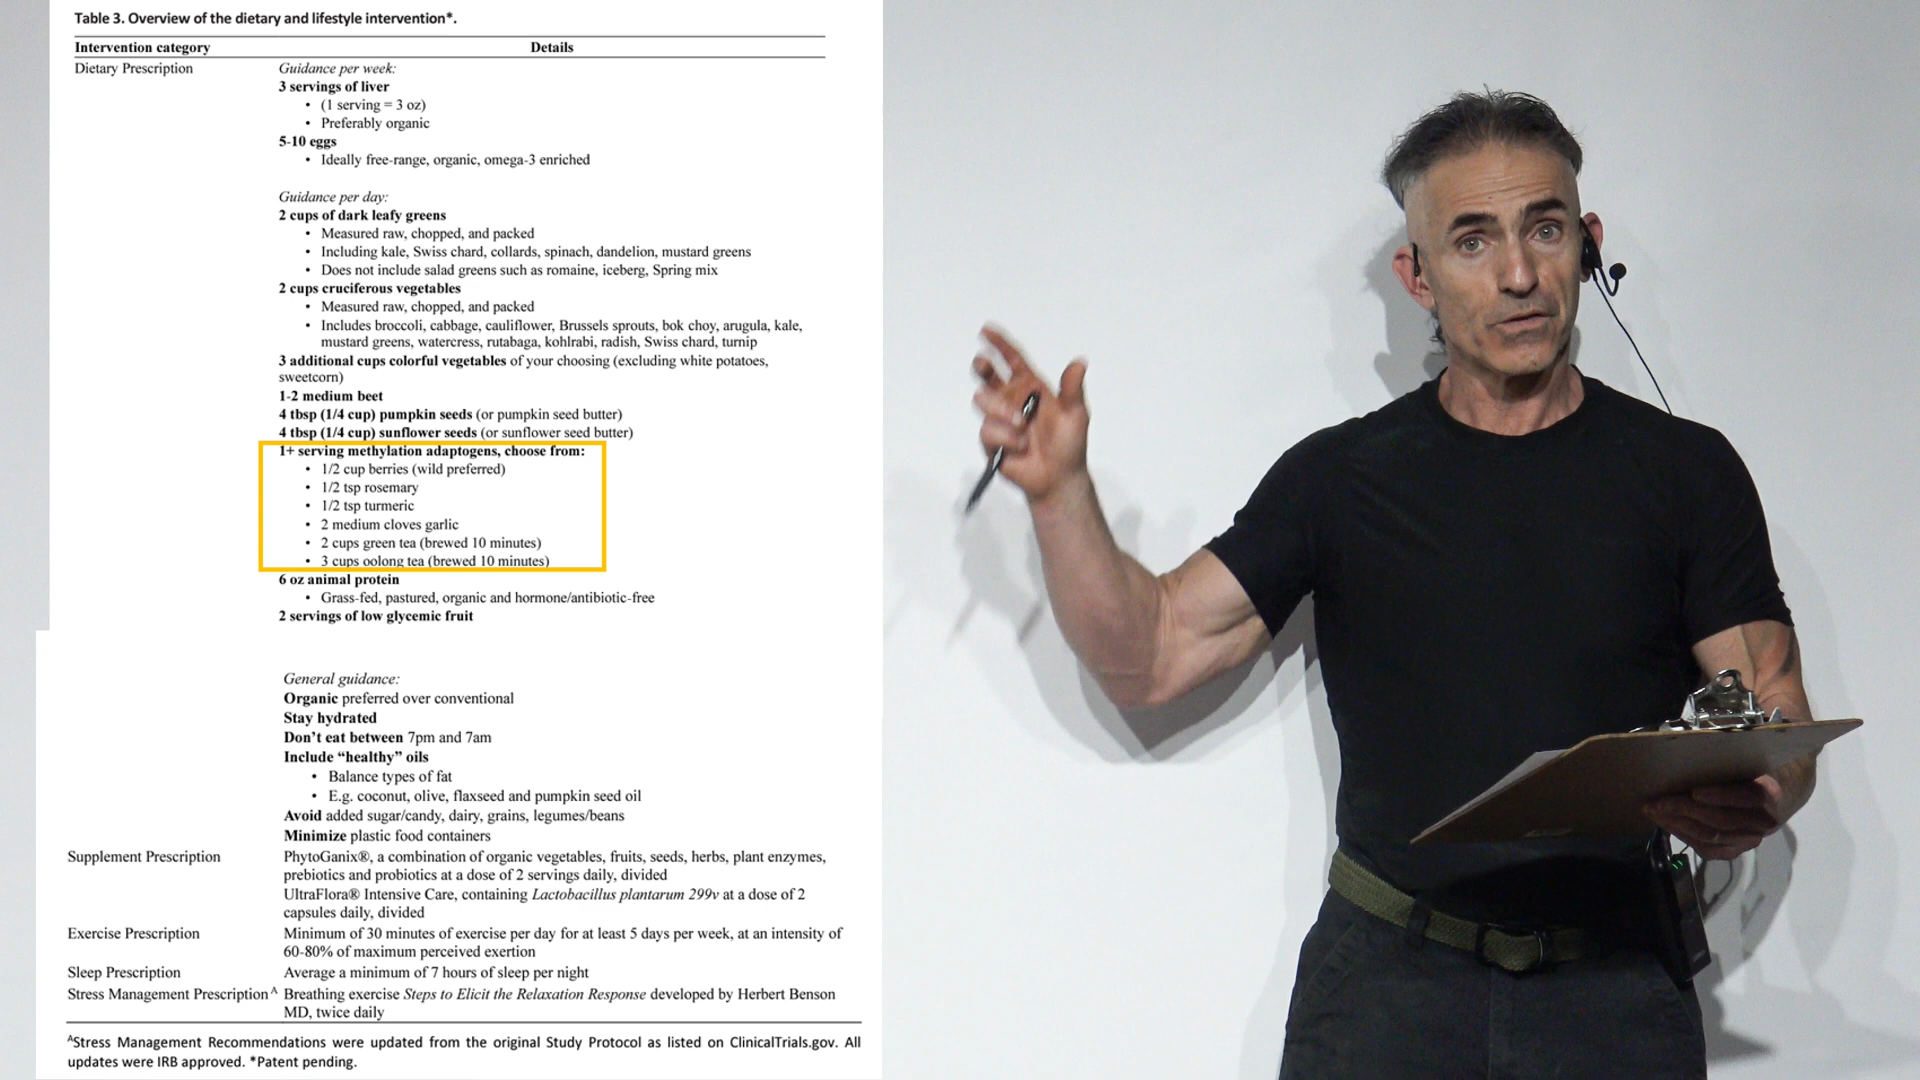 Table 3. Overview of the dietary and lifestyle intervention*.
Intervention category Details
Dietary Prescription Guidance per week:
3 servings of liver
• (1 serving = 3 oz)
• Preferably organic
5-10 eggs
• Ideally free-range, organic, omega-3 enriched
Guidance per day:
2 cups of dark leafy greens
• Measured raw, chopped, and packed
• Including kale, Swiss chard, collards, spinach, dandelion, mustard greens
• Does not include salad greens such as romaine, iceberg, Spring mix
2 cups cruciferous vegetables
• Measured raw, chopped, and packed
• Includes broccoli, cabbage, cauliflower, Brussels sprouts, bok choy, arugula, kale,
mustard greens, watercress, rutabaga, kohlrabi, radish, Swiss chard, turnip
3 additional cups colorful vegetables of your choosing (excluding white potatoes,
sweetcorn)
1-2 medium beet
4 tbsp (1/4 cup) pumpkin seeds (or pumpkin seed butter)
4 tbsp (1/4 cup) sunflower seeds (or sunflower seed butter)
1+ serving methylation adaptogens, choose from:
• 1/2 cup berries (wild preferred)
• 1/2 tsp rosemary
• 1/2 tsp turmeric
• 2 medium cloves garlic
• 2 cups green tea (brewed 10 minutes)
• 3 cups oolong tea (brewed 10 minutes)
6 oz animal protein
• Grass-fed, pastured, organic and hormone/antibiotic-free
2 servings of low glycemic fruit
General guidance:
Organic preferred over conventional
Stay hydrated
Don't eat between 7pm and 7am
Include “healthy” oils
• Balance types of fat
• E.g. coconut, olive, flaxseed and pumpkin seed oil
Avoid added sugar/candy, dairy, grains, legumes/beans
Minimize plastic food containers
Supplement Prescription PhytoGanix®, a combination of organic vegetables, fruits, seeds, herbs, plant enzymes,
prebiotics and probiotics at a dose of 2 servings daily, divided
UltraFlora® Intensive Care, containing Lactobacillus plantarum 299v at a dose of 2
capsules daily, divided
Exercise Prescription Minimum of 30 minutes of exercise per day for at least 5 days per week, at an intensity of
60-80% of maximum perceived exertion
Sleep Prescription Average a minimum of 7 hours of sleep per night
Stress Management Prescription A Breathing exercise Steps to Elicit the Relaxation Response developed by Herbert Benson
MD, twice daily
AStress Management Recommendations were updated from the original Study Protocol as listed on ClinicalTrials.gov. All
updates were IRB approved. *Patent pending.